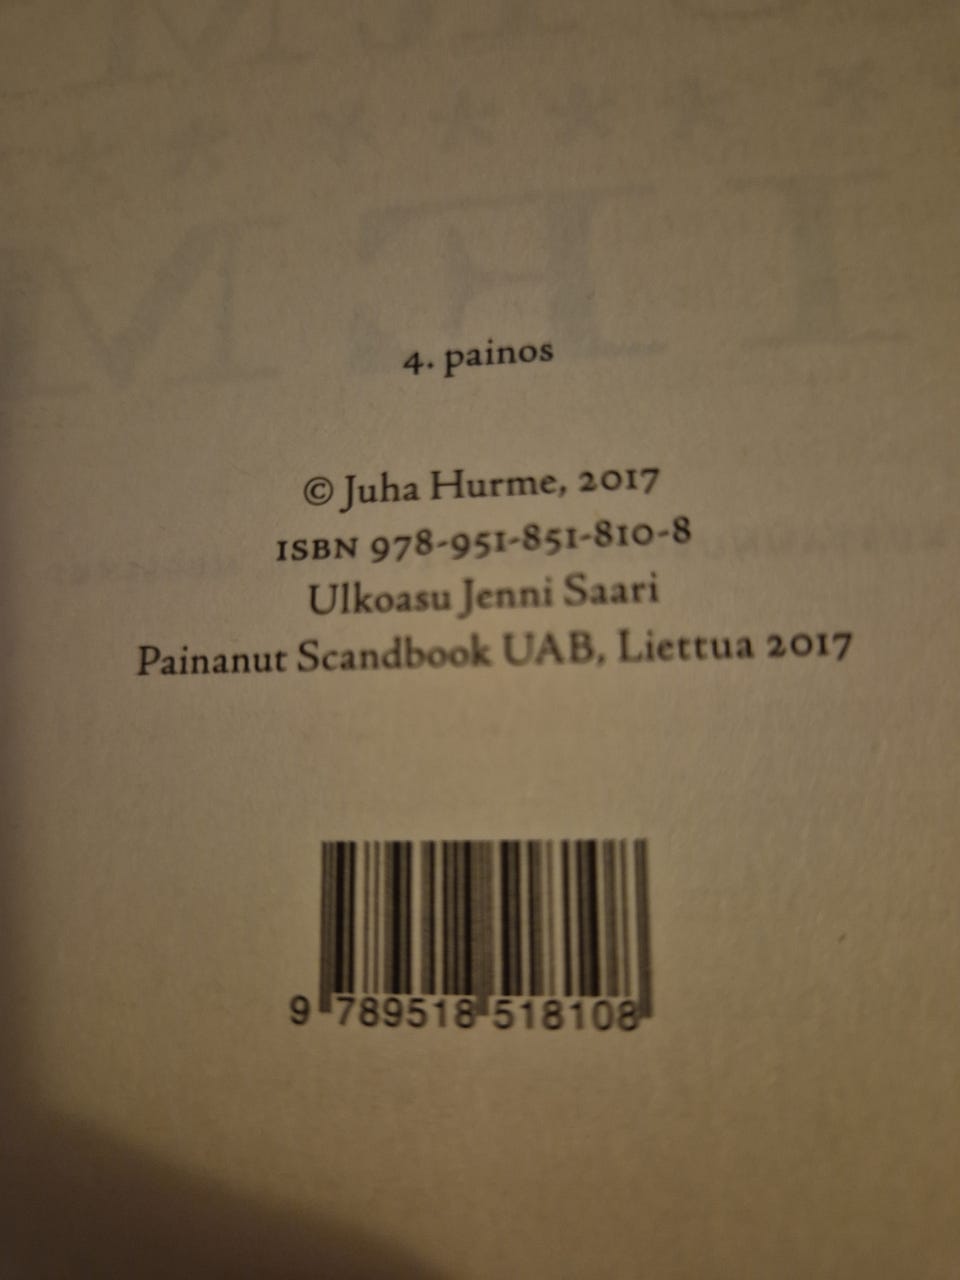 4. painos
© Juha Hurme, 2017
ISBN 978-951-851-810-8
Ulkoasu Jenni Saari
Painanut Scandbook UAB, Liettua 2017
9 789518 518108